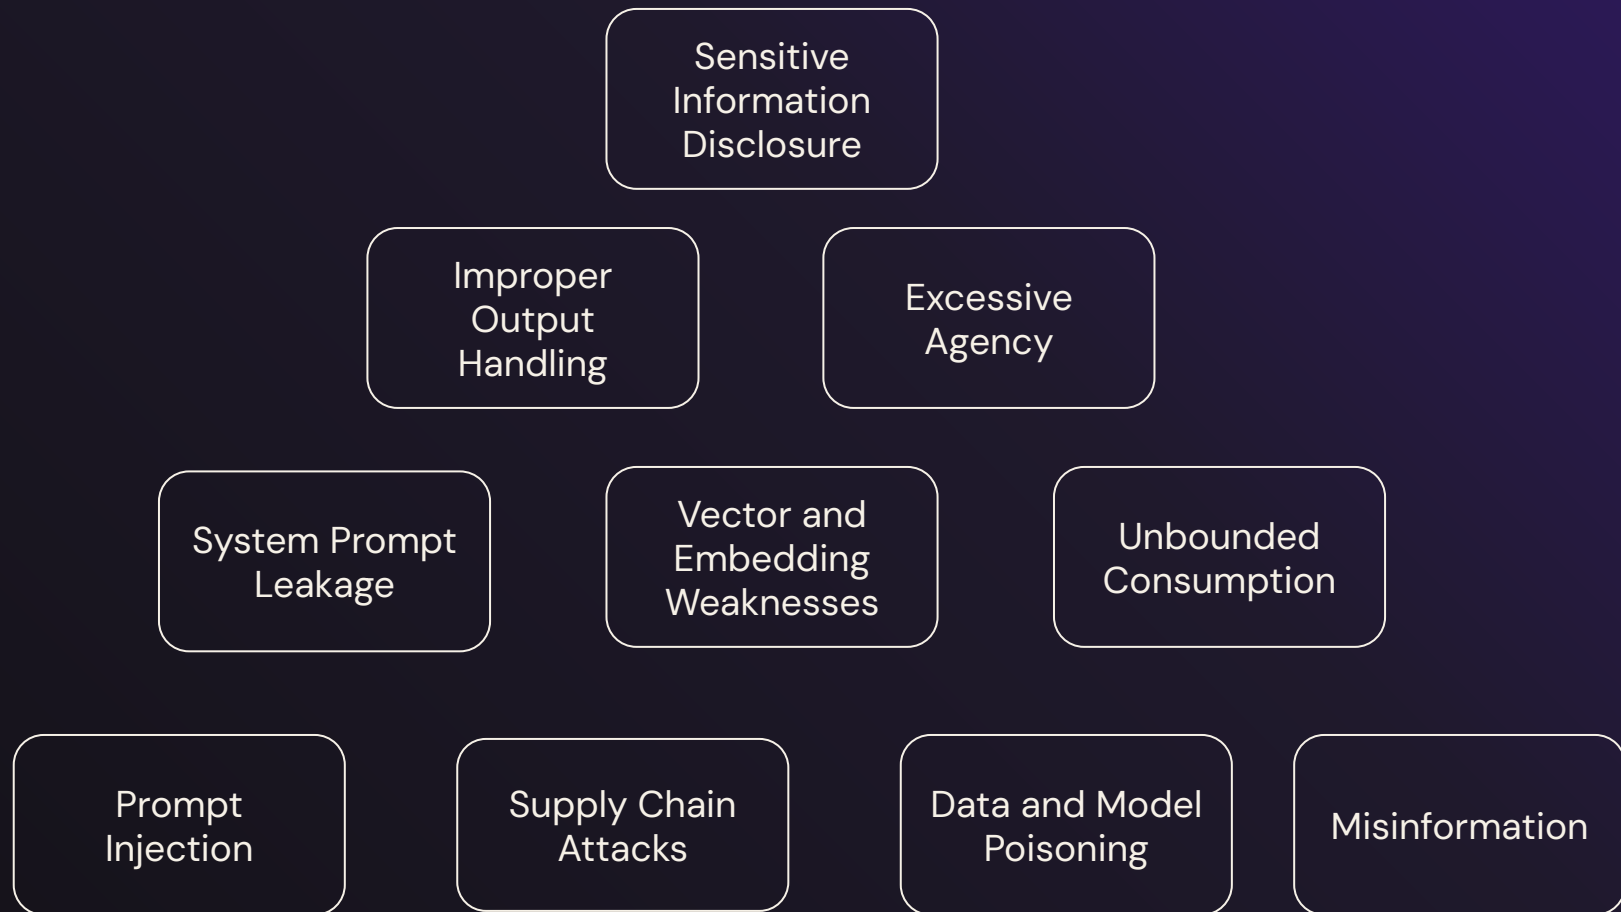 Sensitive
Information
Disclosure
Improper
Output
Handling
Excessive
Agency
System Prompt
Leakage
Vector and
Embedding
Weaknesses
Unbounded
Consumption
Prompt
Injection
Supply Chain
Attacks
Data and Model
Poisoning
Misinformation